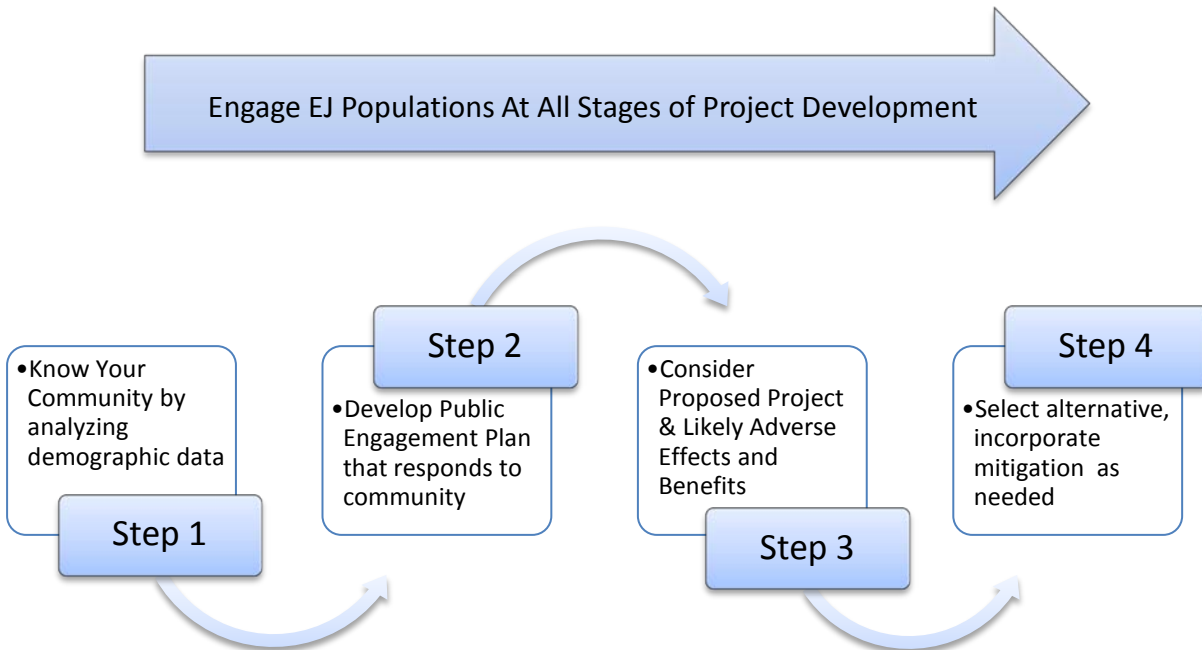 Engage EJ Populations At All Stages of Project Development
•Know Your
Community by
analyzing
demographic data
Step 1
Step 2
•Develop Public
Engagement Plan
that responds to
community
•Consider
Proposed Project
& Likely Adverse
Effects and
Benefits
Step 3
Step 4
•Select alternative,
incorporate
mitigation as
needed